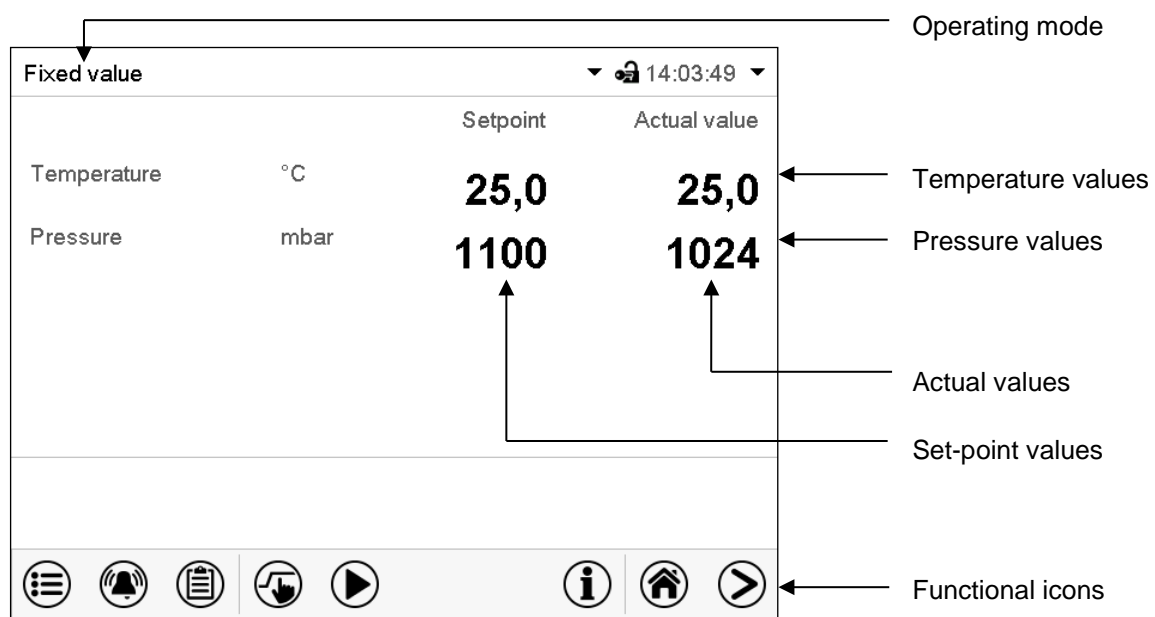 Operating mode
Fixed value 14:03:49
Setpoint Actual value
Temperature °C 25,0 25,0 Temperature values
Pressure mbar 1100 1024 Pressure values
Actual values
Set-point values
Functional icons